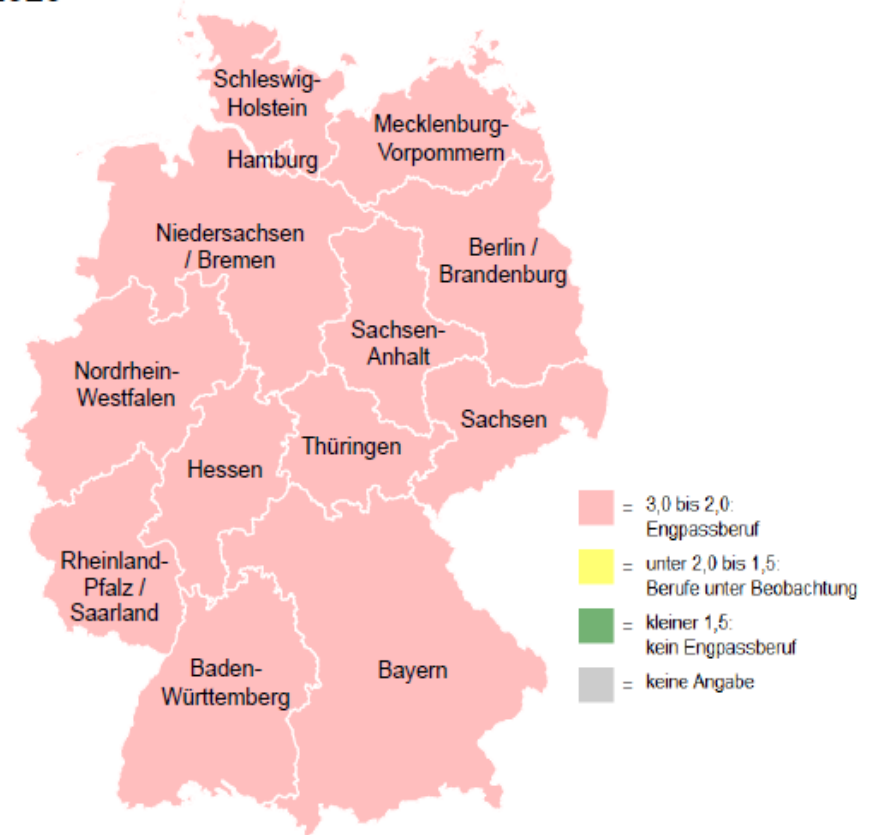 Schleswig-
Holstein
Mecklenburg-
Vorpommern
Hamburg
Niedersachsen
/ Bremen
Berlin /
Brandenburg
Sachsen-
Anhalt
Nordrhein-
Westfalen
Sachsen
Thüringen
Hessen
Rheinland-
Pfalz /
Saarland
Baden-
Württemberg
Bayern
= 3,0 bis 2,0:
Engpassberuf
= unter 2,0 bis 1,5:
Berufe unter Beobachtung
= kleiner 1,5:
kein Engpassberuf
= keine Angabe